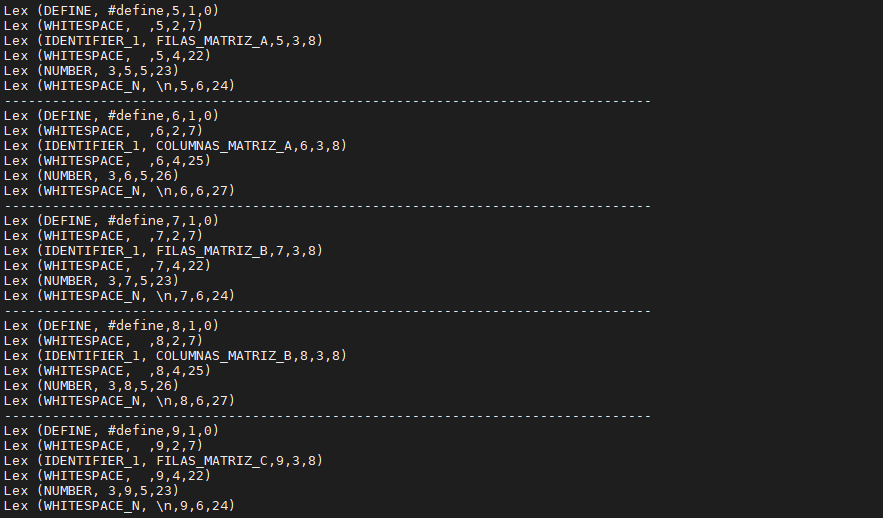 Lex (DEFINE, #define,5,1,0)
Lex (WHITESPACE,  ,5,2,7)
Lex (IDENTIFIER_1, FILAS_MATRIZ_A,5,3,8)
Lex (WHITESPACE,  ,5,4,22)
Lex (NUMBER, 3,5,5,23)
Lex (WHITESPACE_N, \n,5,6,24)
---------------------------------------------------------------------------------
Lex (DEFINE, #define,6,1,0)
Lex (WHITESPACE,  ,6,2,7)
Lex (IDENTIFIER_1, COLUMNAS_MATRIZ_A,6,3,8)
Lex (WHITESPACE,  ,6,4,25)
Lex (NUMBER, 3,6,5,26)
Lex (WHITESPACE_N, \n,6,6,27)
---------------------------------------------------------------------------------
Lex (DEFINE, #define,7,1,0)
Lex (WHITESPACE,  ,7,2,7)
Lex (IDENTIFIER_1, FILAS_MATRIZ_B,7,3,8)
Lex (WHITESPACE,  ,7,4,22)
Lex (NUMBER, 3,7,5,23)
Lex (WHITESPACE_N, \n,7,6,24)
---------------------------------------------------------------------------------
Lex (DEFINE, #define,8,1,0)
Lex (WHITESPACE,  ,8,2,7)
Lex (IDENTIFIER_1, COLUMNAS_MATRIZ_B,8,3,8)
Lex (WHITESPACE,  ,8,4,25)
Lex (NUMBER, 3,8,5,26)
Lex (WHITESPACE_N, \n,8,6,27)
---------------------------------------------------------------------------------
Lex (DEFINE, #define,9,1,0)
Lex (WHITESPACE,  ,9,2,7)
Lex (IDENTIFIER_1, FILAS_MATRIZ_C,9,3,8)
Lex (WHITESPACE,  ,9,4,22)
Lex (NUMBER, 3,9,5,23)
Lex (WHITESPACE_N, \n,9,6,24)